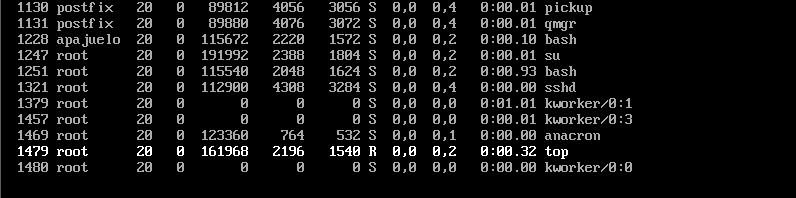 1130 postfix 20 0 89812 4056 3056 S 0,0 0,4 0:00.01 pickup
1131 postfix 20 0 89880 4076 3072 S 0,0 0,4 0:00.01 qmgr
1228 apajuelo 20 0 115672 2220 1572 S 0,0 0,2 0:00.10 bash
1247 root 20 0 191992 2388 1804 S 0,0 0,2 0:00.01 su
1251 root 20 0 115540 2048 1624 S 0,0 0,2 0:00.93 bash
1321 root 20 0 112900 4308 3284 S 0,0 0,4 0:00.00 sshd
1379 root 20 0 0 0 0 S 0,0 0,0 0:01.01 kworker/0:1
1457 root 20 0 0 0 0 S 0,0 0,0 0:00.01 kworker/0:3
1469 root 20 0 123360 764 532 S 0,0 0,1 0:00.00 anacron
1479 root 20 0 161968 2196 1540 R 0,0 0,2 0:00.32 top
1480 root 20 0 0 0 0 S 0,0 0,0 0:00.00 kworker/0:0